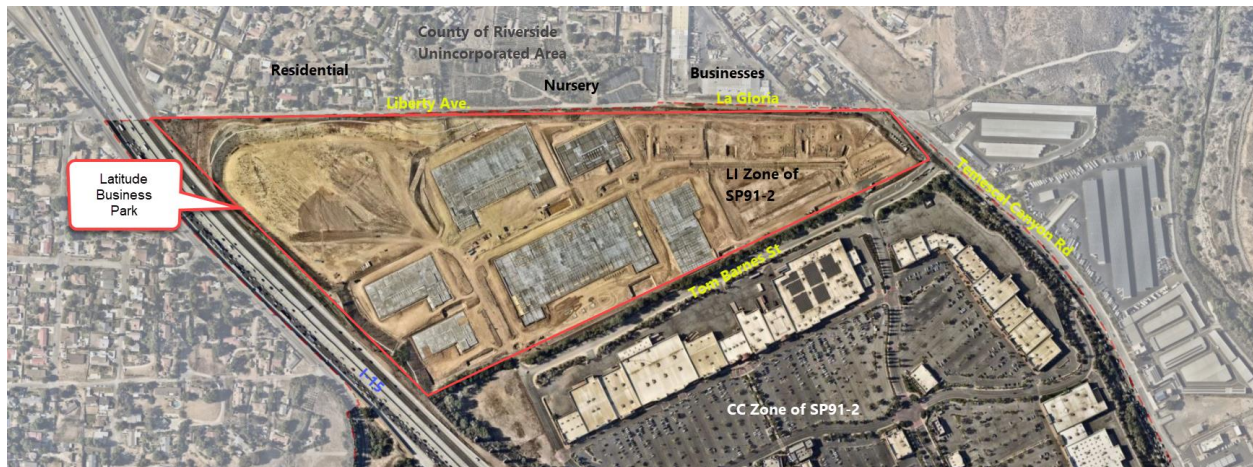 County of Riverside
Unincorporated Area
Residential
Businesses
Nursery
Liberty Ave.
La Gloria
Latitude
Business
Park
LI Zone of
SP91-2
Temescal Canyon Rd
Tom Barnes St
I-15
CC Zone of SP91-2